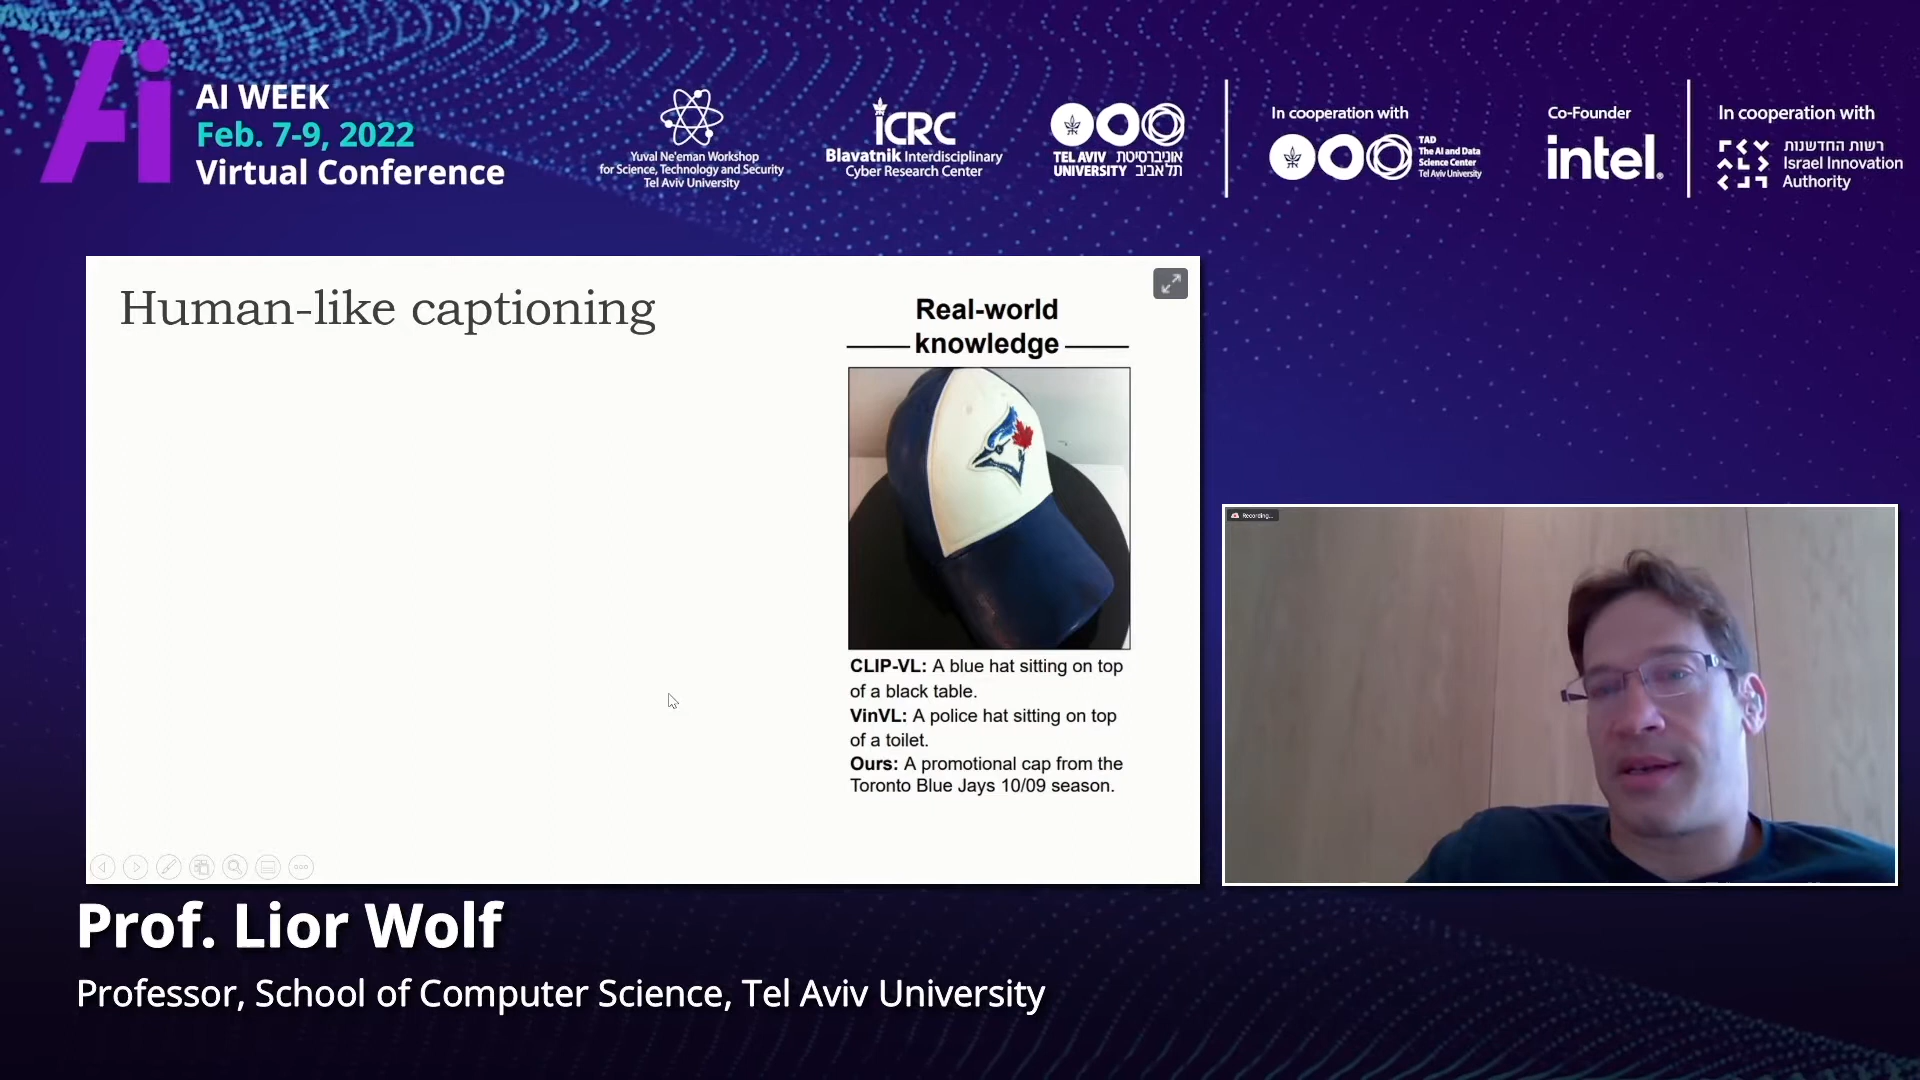 Ai
AI WEEK
Feb. 7-9, 2022
Virtual Conference
Yuval Ne'eman Workshop
for Science, Technology and Security
Tel Aviv University
ICRC
Blavatnik Interdisciplinary
Cyber Research Center
TEL AVIV אוניברסיטת
UNIVERSITY תל אביב
In cooperation with
TAD
The AI and Data
Science Center
Tel Aviv University
Co-Founder
intel.
In cooperation with
רשות החדשנות
Israel Innovation
Authority
Human-like captioning
Real-world
knowledge
CLIP-VL: A blue hat sitting on top
of a black table.
VinVL: A police hat sitting on top
of a toilet.
Ours: A promotional cap from the
Toronto Blue Jays 10/09 season.
Recording...
Prof. Lior Wolf
Professor, School of Computer Science, Tel Aviv University